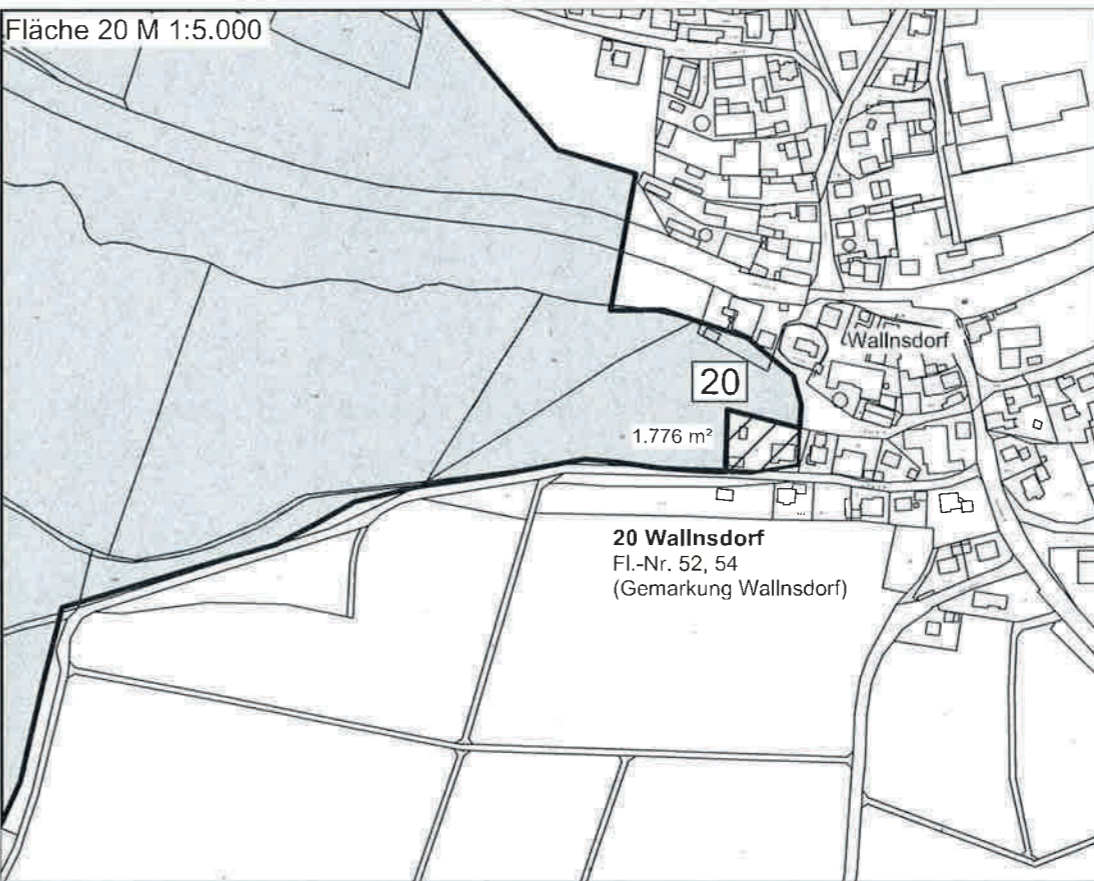 Fläche 20 M 1:5.000
Wallnsdorf
20
1.776 m²
20 Wallnsdorf
Fl.-Nr. 52, 54
(Gemarkung Wallnsdorf)